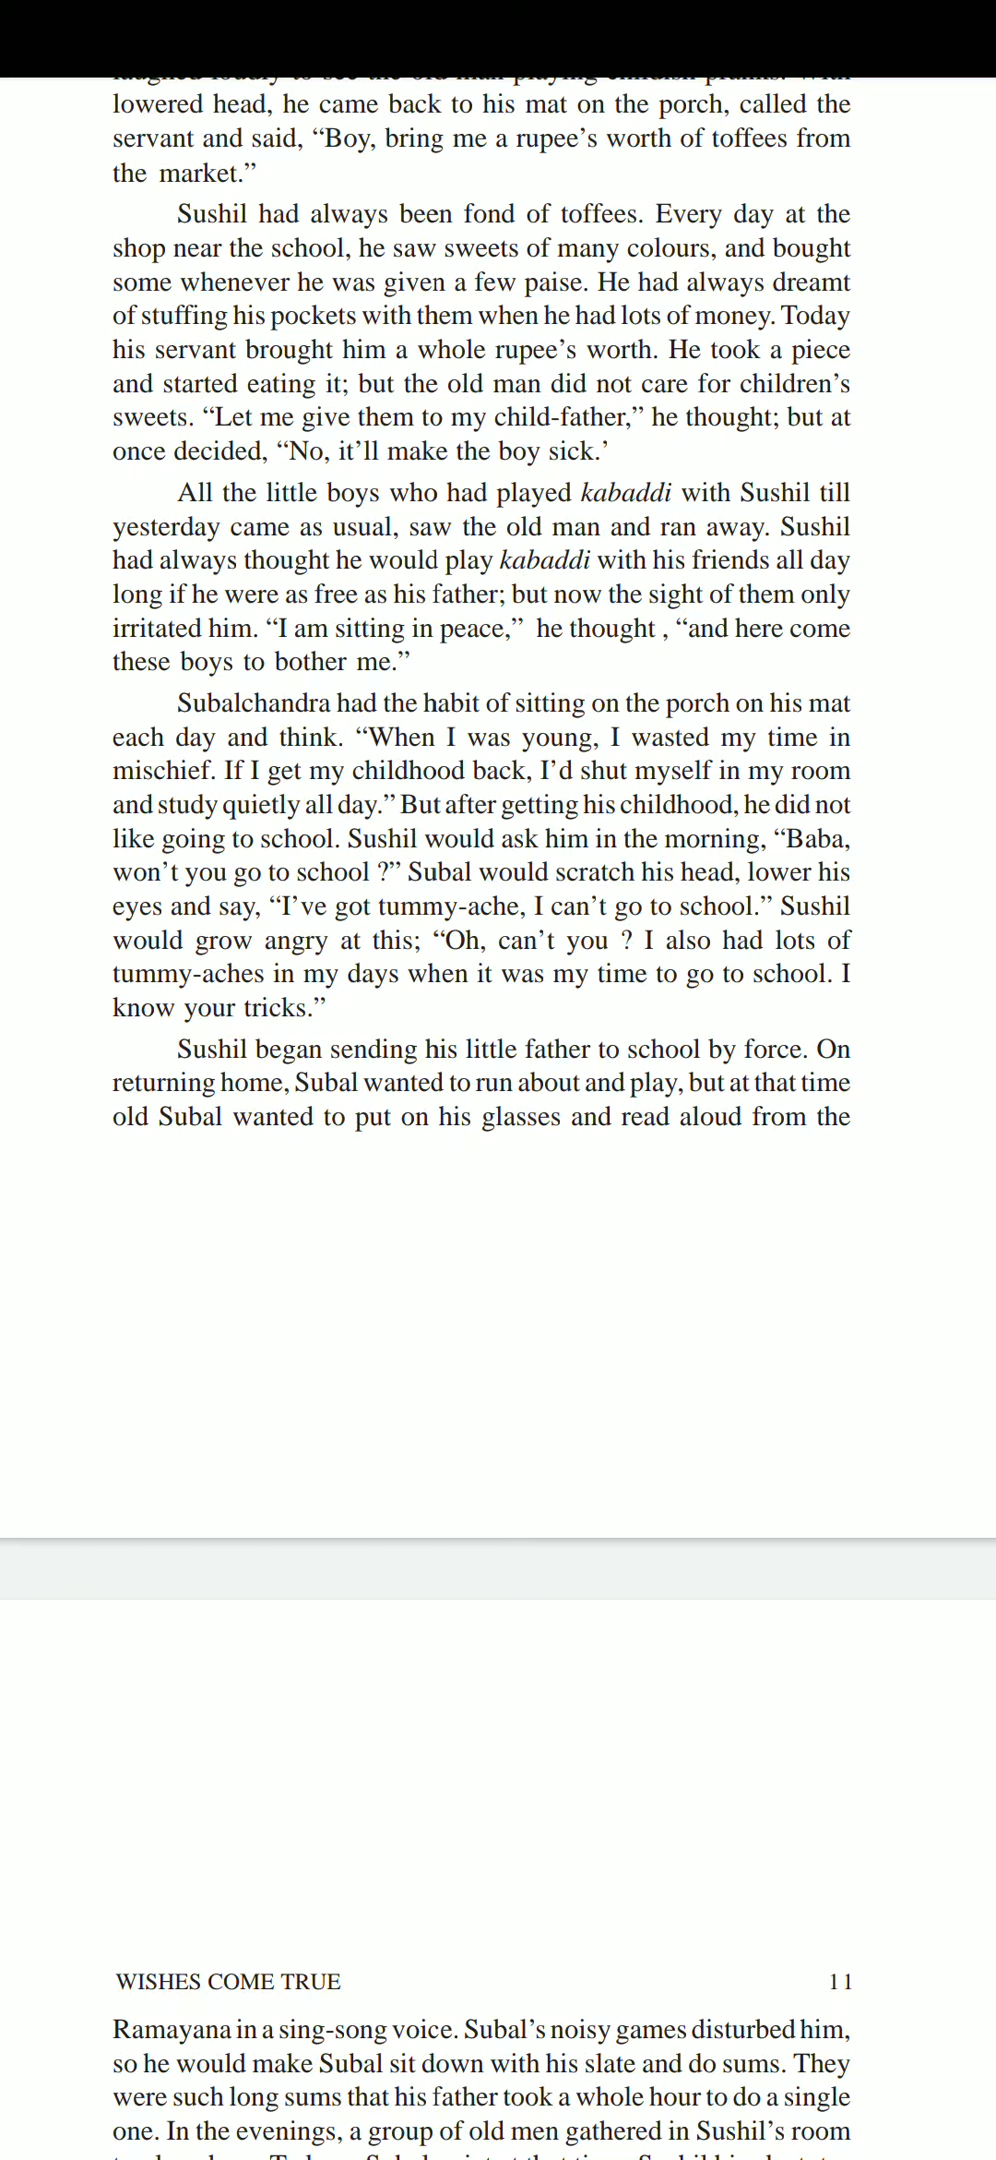 lowered head, he came back to his mat on the porch, called the
servant and said, “Boy, bring me a rupee’s worth of toffees from
the market.”
Sushil had always been fond of toffees. Every day at the
shop near the school, he saw sweets of many colours, and bought
some whenever he was given a few paise. He had always dreamt
of stuffing his pockets with them when he had lots of money. Today
his servant brought him a whole rupee’s worth. He took a piece
and started eating it; but the old man did not care for children’s
sweets. “Let me give them to my child-father,” he thought; but at
once decided, “No, it’ll make the boy sick.’
All the little boys who had played kabaddi with Sushil till
yesterday came as usual, saw the old man and ran away. Sushil
had always thought he would play kabaddi with his friends all day
long if he were as free as his father; but now the sight of them only
irritated him. “I am sitting in peace,” he thought , “and here come
these boys to bother me.”
Subalchandra had the habit of sitting on the porch on his mat
each day and think. “When I was young, I wasted my time in
mischief. If I get my childhood back, I’d shut myself in my room
and study quietly all day.” But after getting his childhood, he did not
like going to school. Sushil would ask him in the morning, “Baba,
won’t you go to school ?” Subal would scratch his head, lower his
eyes and say, “I’ve got tummy-ache, I can’t go to school.” Sushil
would grow angry at this; “Oh, can’t you ? I also had lots of
tummy-aches in my days when it was my time to go to school. I
know your tricks.”
Sushil began sending his little father to school by force. On
returning home, Subal wanted to run about and play, but at that time
old Subal wanted to put on his glasses and read aloud from the
WISHES COME TRUE 11
Ramayana in a sing-song voice. Subal’s noisy games disturbed him,
so he would make Subal sit down with his slate and do sums. They
were such long sums that his father took a whole hour to do a single
one. In the evenings, a group of old men gathered in Sushil’s room